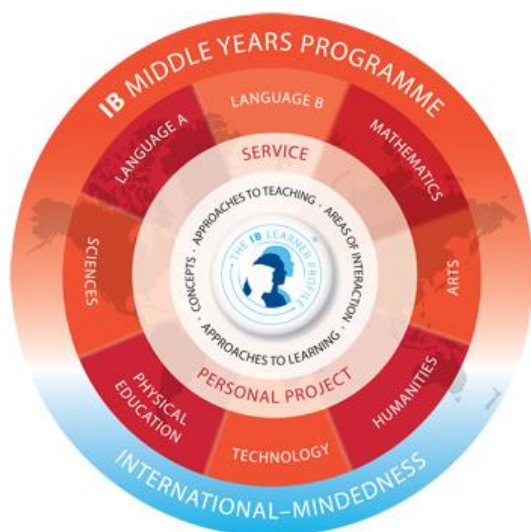 IB MIDDLE YEARS PROGRAMME
LANGUAGE B
LANGUAGE A
MATHEMATICS
SCIENCES
ARTS
PHYSICAL EDUCATION
HUMANITIES
TECHNOLOGY
SERVICE
PERSONAL PROJECT
APPROACHES TO TEACHING · AREAS OF INTERACTION ·
APPROACHES TO LEARNING · CONCEPTS ·
THE IB LEARNER PROFILE
®
INTERNATIONAL–MINDEDNESS